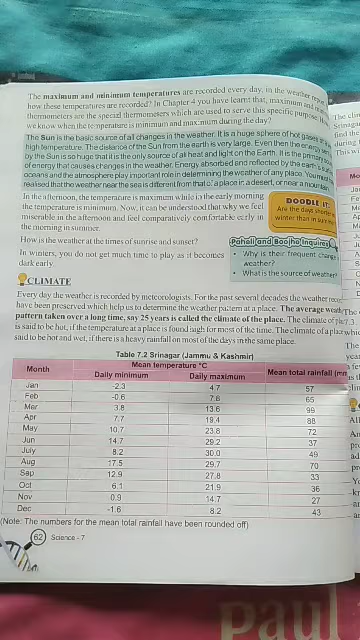 The maximum and minimum temperatures are recorded every day, in the weather
how these temperatures are recorded? In Chapter 4 you have learnt that, maximum and
thermometers are the special thermometers which are used to serve this specific purpose.
we know when the temperature is minimum and maximum during the day?
The Sun is the basic source of all changes in the weather. It is a huge sphere of hot gases
high temperature. The distance of the Sun from the earth is very large. Even then the energy
by the Sun is so huge that it is the only source of all heat and light on the Earth. It is the primary
of energy that causes changes in the weather. Energy absorbed and reflected by the earth's
oceans and the atmosphere play important role in determining the weather of any place. You
realised that the weather near the sea is different from that of a place in a desert, or near a mountain.
In the afternoon, the temperature is maximum while in the early morning
the temperature is minimum. Now, it can be understood that why we feel
miserable in the afternoon and feel comparatively comfortable early in
the morning in summer.
How is the weather at the times of sunrise and sunset?
In winters, you do not get much time to play as it becomes
dark early.
DOODLE IT:
Are the days shorter in
winter than in
Paheli and Boojho Inquires
• Why is their frequent change
weather?
• What is the source of weather?
CLIMATE
Every day the weather is recorded by meteorologists. For the past several decades the weather
have been preserved which help us to determine the weather pattern at a place. The average weather
pattern taken over a long time, say 25 years is called the climate of the place. The climate of
is said to be hot, if the temperature at a place is found high for most of the time. The climate of a place
said to be hot and wet, if there is a heavy rainfall on most of the days in the same place.
Table 7.2 Srinagar (Jammu & Kashmir)
Month Mean temperature °C Mean total rainfall (mm
Daily minimum Daily maximum
Jan -2.3 4.7 57
Feb -0.6 7.8 65
Mar 3.8 13.6 99
Apr 7.7 19.4 88
May 10.7 23.8 72
Jun 14.7 29.2 37
July 8.2 30.0 49
Aug 17.5 29.7 70
Sep 12.9 27.8 33
Oct 6.1 21.9 36
Nov 0.9 14.7 27
Dec -1.6 8.2 43
(Note: The numbers for the mean total rainfall have been rounded off)
62 Science - 7
paul